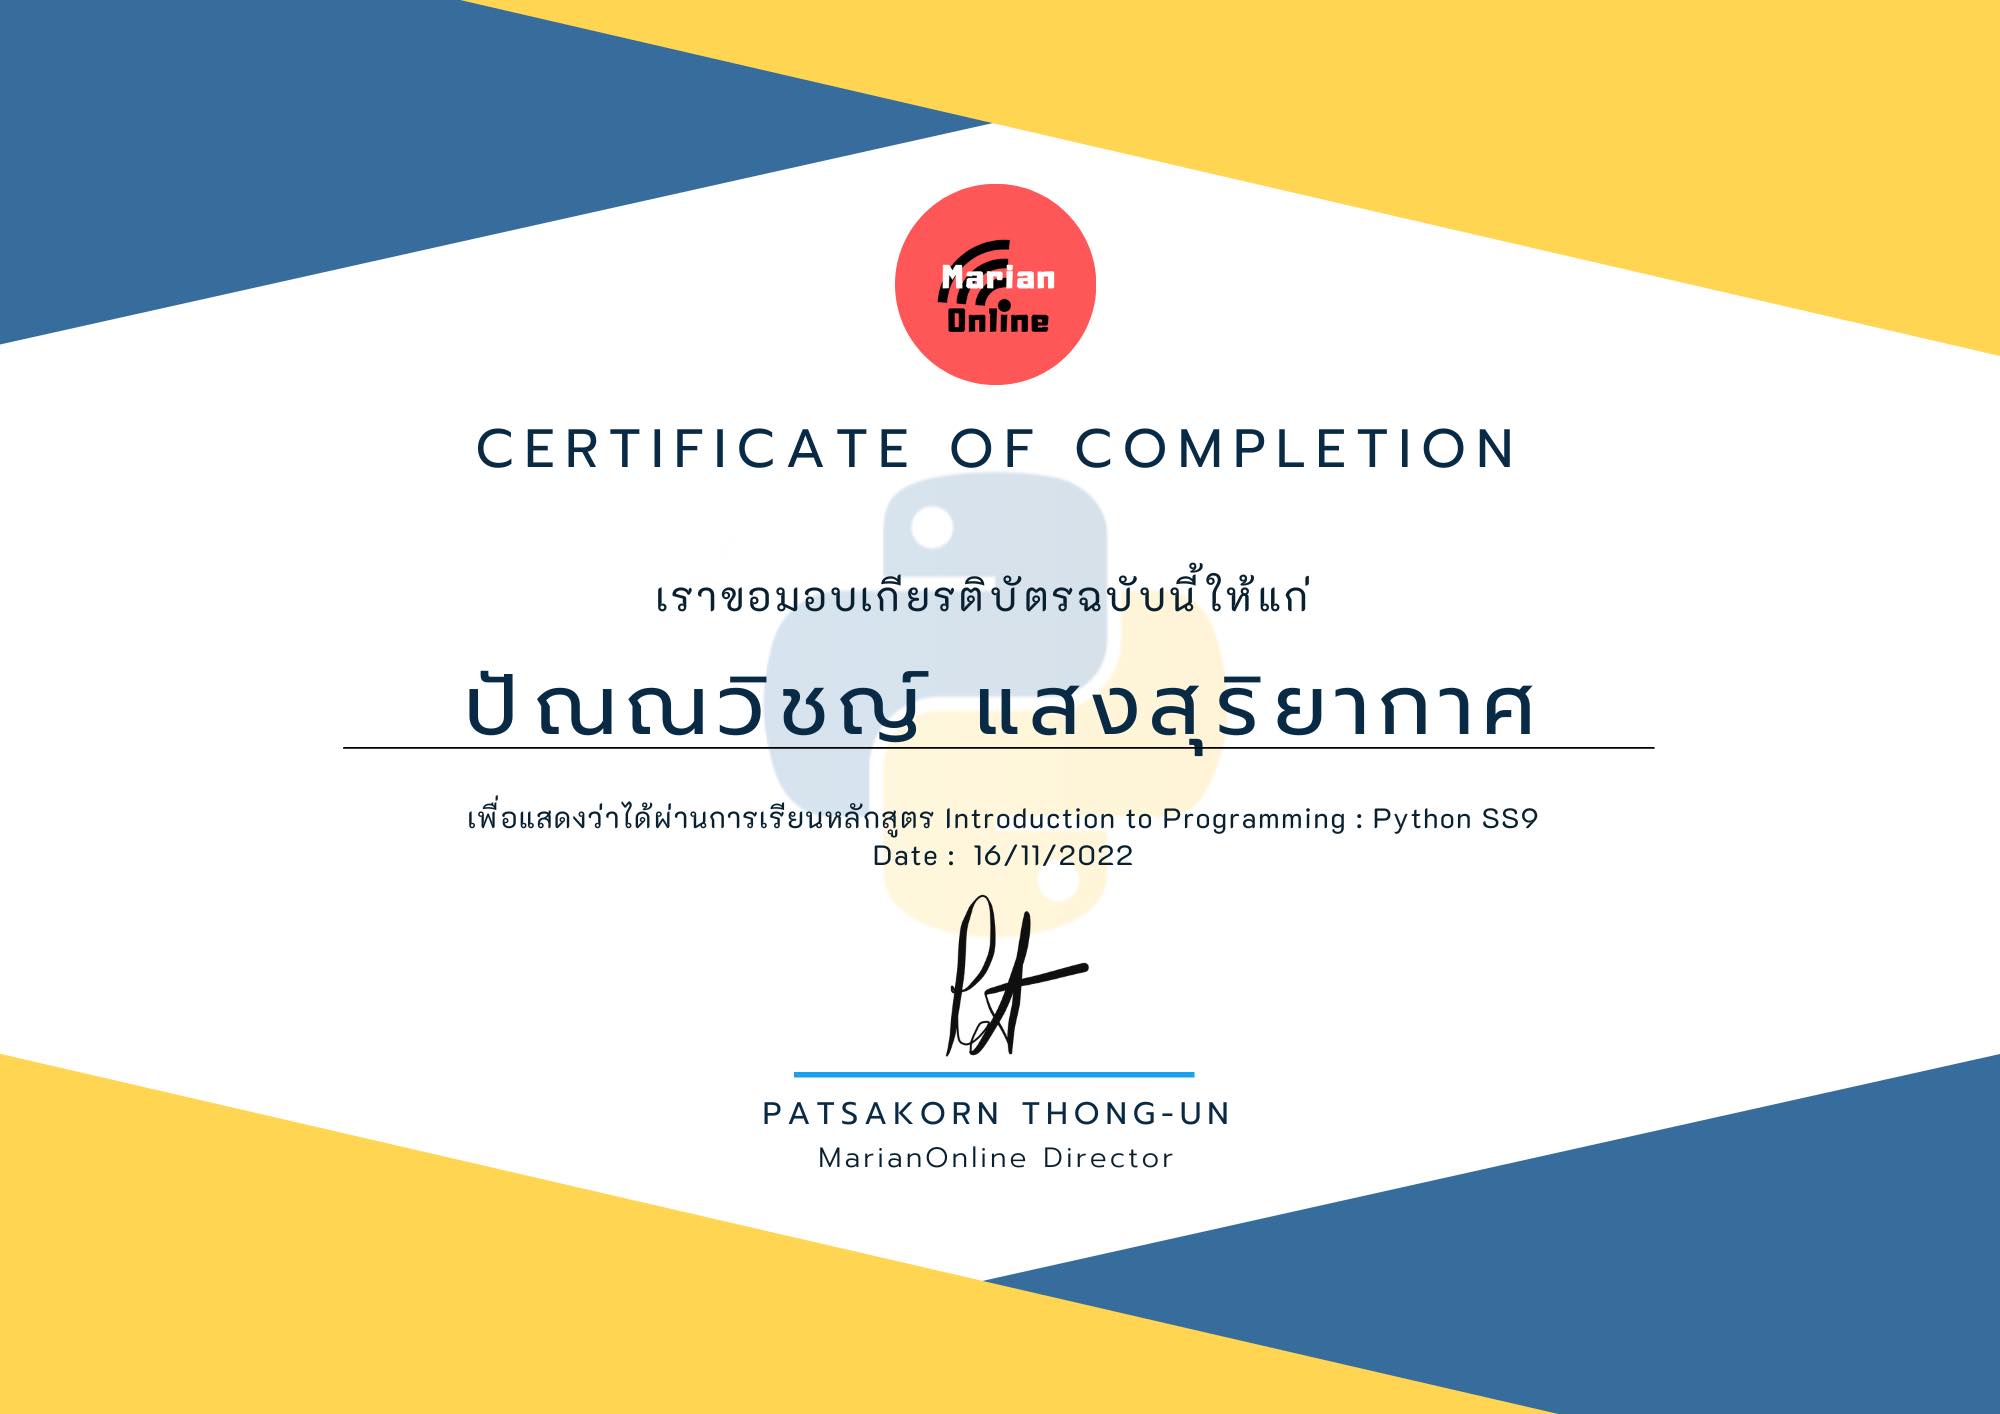 Marian
Online
CERTIFICATE OF COMPLETION
เราขอมอบเกียรติบัตรฉบับนี้ให้แก่
ปัณณวิชญ์ แสงสุริยากาศ
เพื่อแสดงว่าได้ผ่านการเรียนหลักสูตร Introduction to Programming : Python SS9
Date : 16/11/2022
PATSAKORN THONG-UN
MarianOnline Director